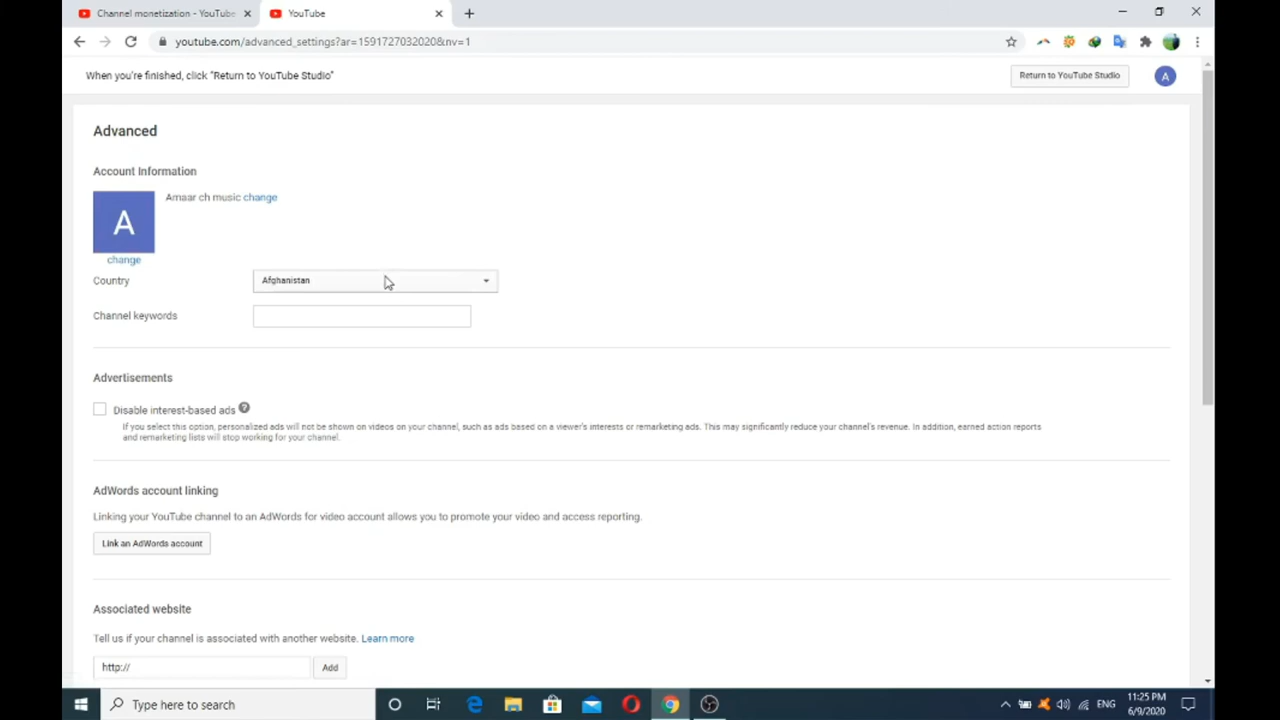 Channel monetization - YouTube
YouTube
youtube.com/advanced_settings?ar=1591727032020&nv=1
When you're finished, click "Return to YouTube Studio"
Return to YouTube Studio
A
Advanced
Account Information
A
Amaar ch music change
change
Country
Afghanistan
Channel keywords
Advertisements
Disable interest-based ads ?
If you select this option, personalized ads will not be shown on videos on your channel, such as ads based on a viewer's interests or remarketing ads. This may significantly reduce your channel's revenue. In addition, earned action reports
and remarketing lists will stop working for your channel.
AdWords account linking
Linking your YouTube channel to an AdWords for video account allows you to promote your video and access reporting.
Link an AdWords account
Associated website
Tell us if your channel is associated with another website. Learn more
http://
Add
Type here to search
ENG
11:25 PM
6/9/2020